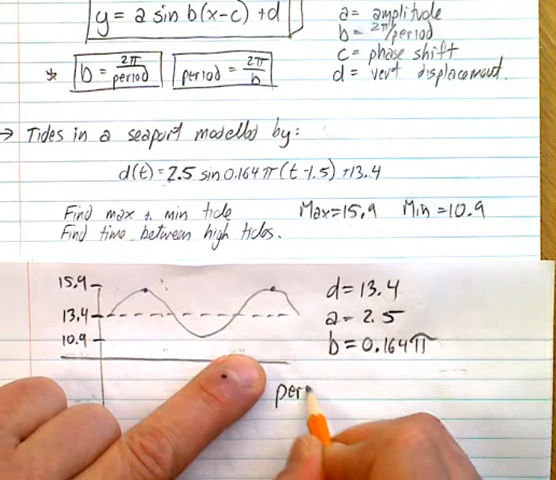 y = a sin b(x-c) + d
a = amplitude
b = 2π/period
c = phase shift
d = vert displacement.
* b = 2π/period
period = 2π/b
→ Tides in a seaport modelled by:
d(t) = 2.5 sin 0.164π(t-1.5) + 13.4
Find max + min tide
Max = 15.9 Min = 10.9
Find time between high tides.
15.9
13.4
10.9
d = 13.4
a = 2.5
b = 0.164π
per